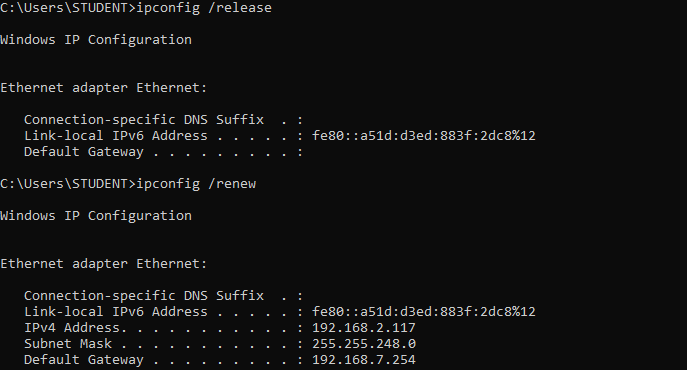 C:\Users\STUDENT>ipconfig /release
Windows IP Configuration
Ethernet adapter Ethernet:
Connection-specific DNS Suffix  . :
Link-local IPv6 Address . . . . . : fe80::a51d:d3ed:883f:2dc8%12
Default Gateway . . . . . . . . . :
C:\Users\STUDENT>ipconfig /renew
Windows IP Configuration
Ethernet adapter Ethernet:
Connection-specific DNS Suffix  . :
Link-local IPv6 Address . . . . . : fe80::a51d:d3ed:883f:2dc8%12
IPv4 Address. . . . . . . . . . . : 192.168.2.117
Subnet Mask . . . . . . . . . . . : 255.255.248.0
Default Gateway . . . . . . . . . : 192.168.7.254